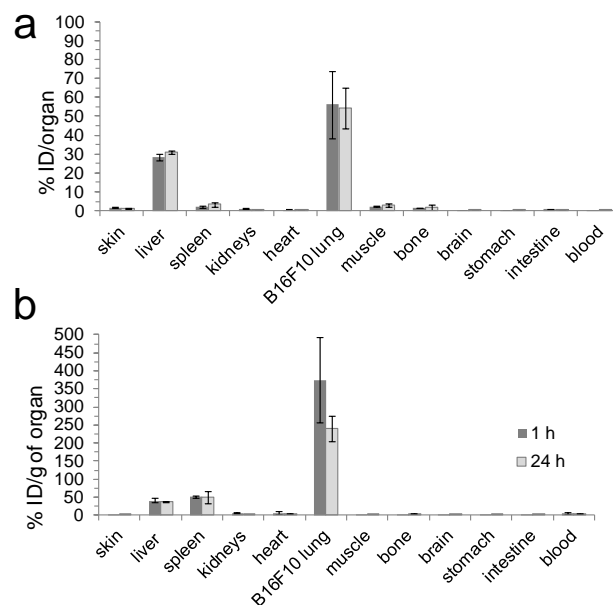 a
% ID/organ
100
90
80
70
60
50
40
30
20
10
0
skin
liver
spleen
kidneys
heart
B16F10 lung
muscle
bone
brain
stomach
intestine
blood
b
% ID/g of organ
500
450
400
350
300
250
200
150
100
50
0
1 h
24 h
skin
liver
spleen
kidneys
heart
B16F10 lung
muscle
bone
brain
stomach
intestine
blood